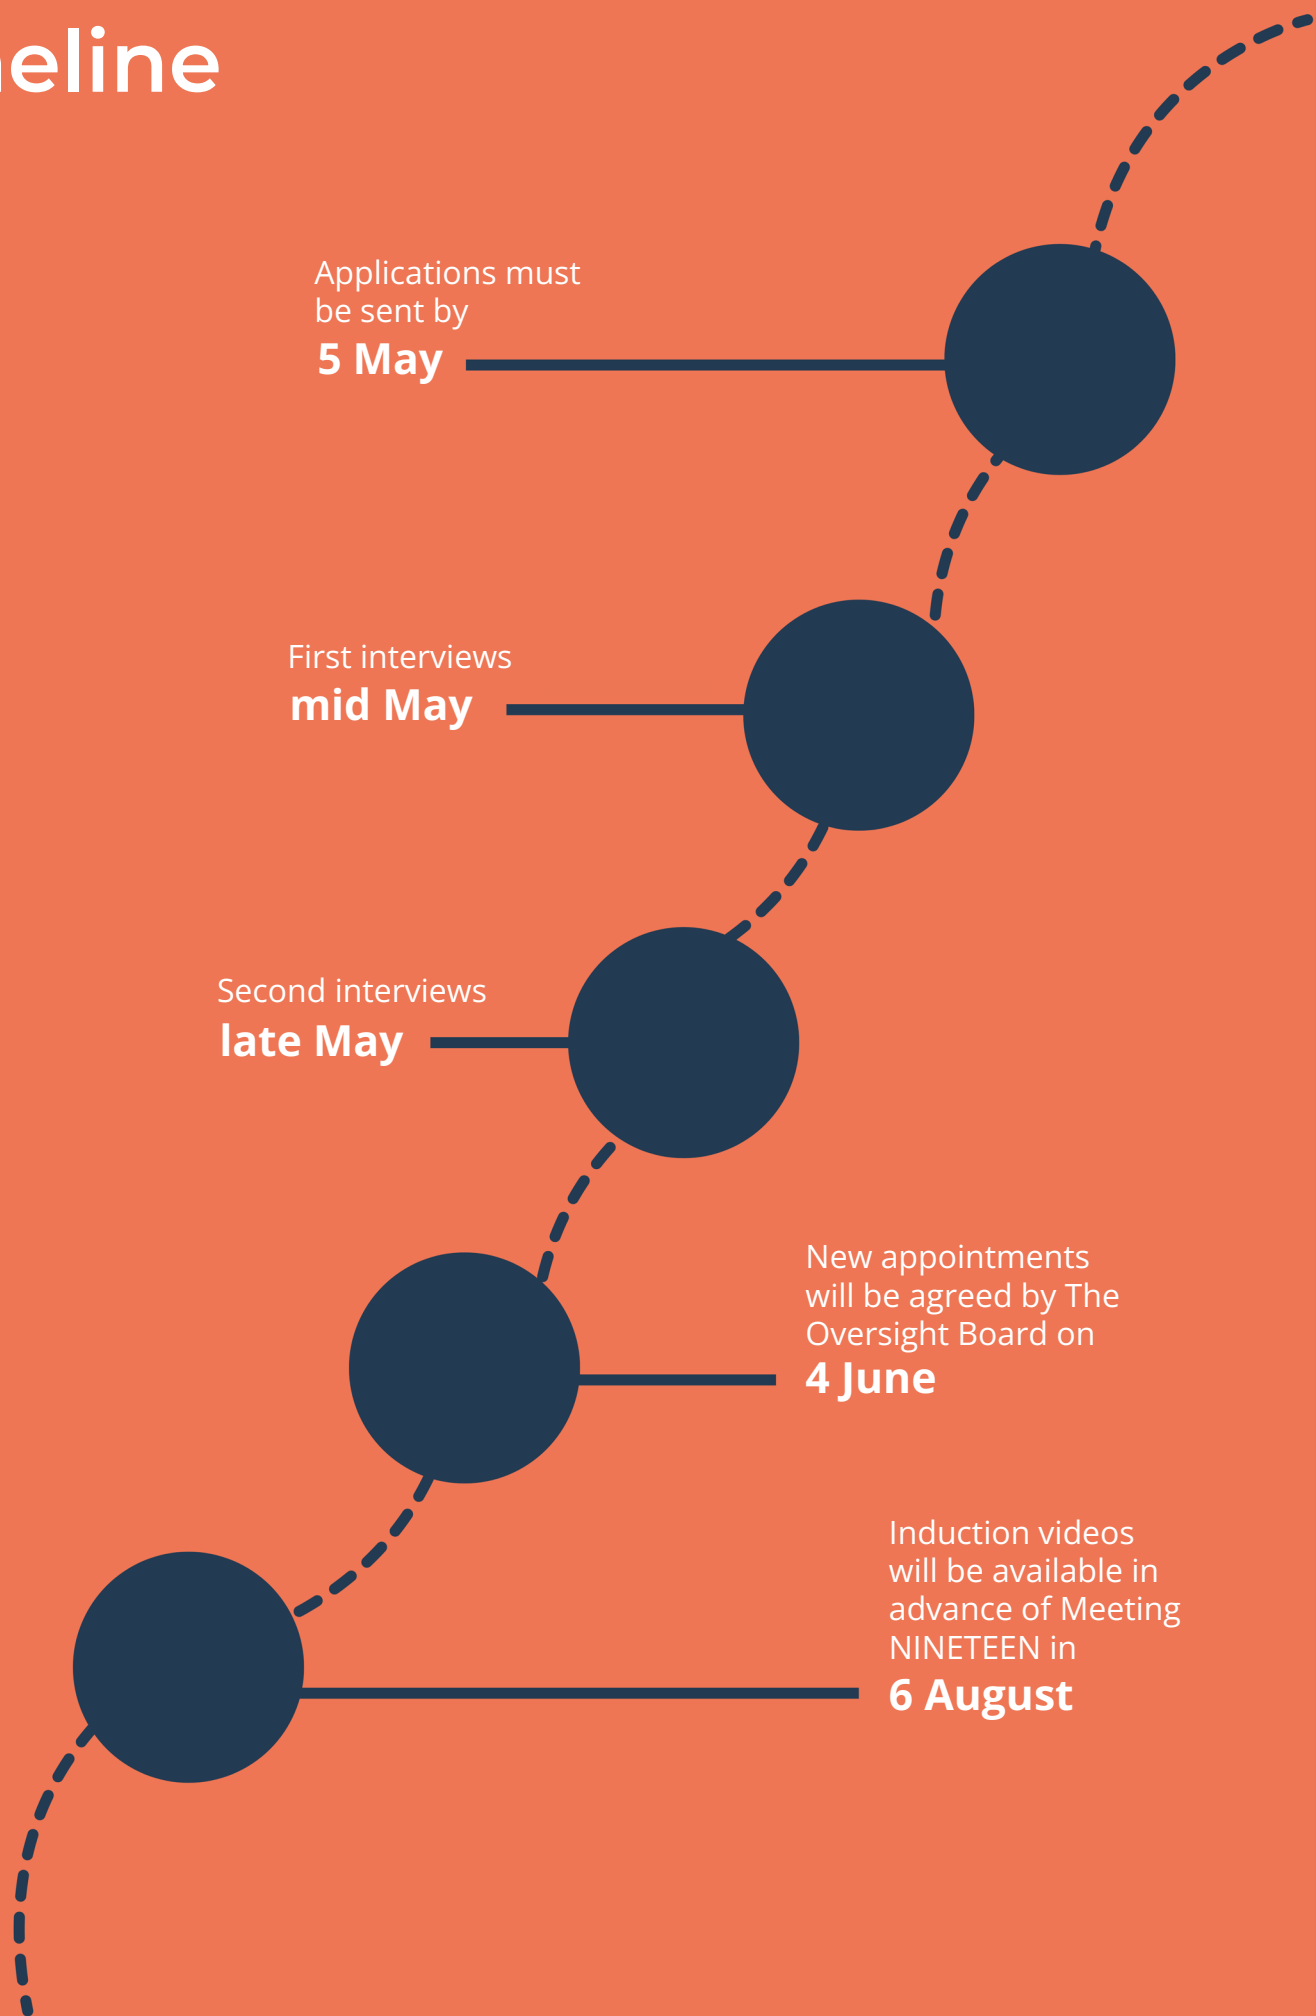 eline
Applications must
be sent by
5 May
First interviews
mid May
Second interviews
late May
New appointments
will be agreed by The
Oversight Board on
4 June
Induction videos
will be available in
advance of Meeting
NINETEEN in
6 August